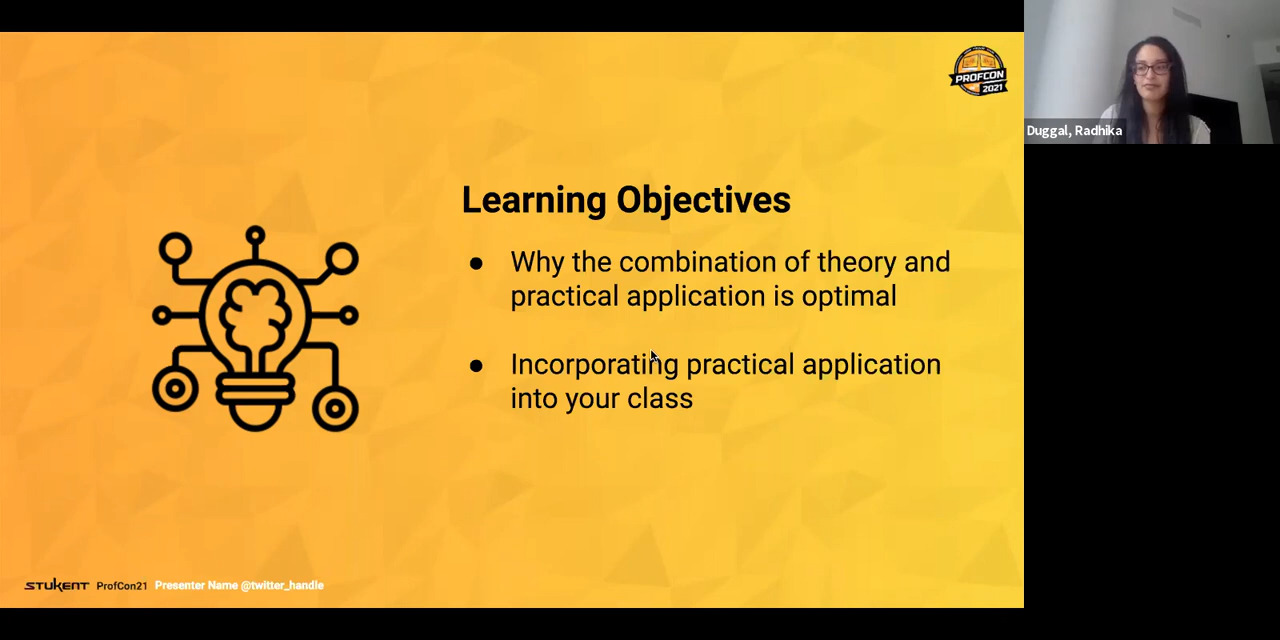 PROFCON
2021
Duggal, Radhika
Learning Objectives
● Why the combination of theory and
practical application is optimal
● Incorporating practical application
into your class
STUKENT ProfCon21 Presenter Name @twitter_handle